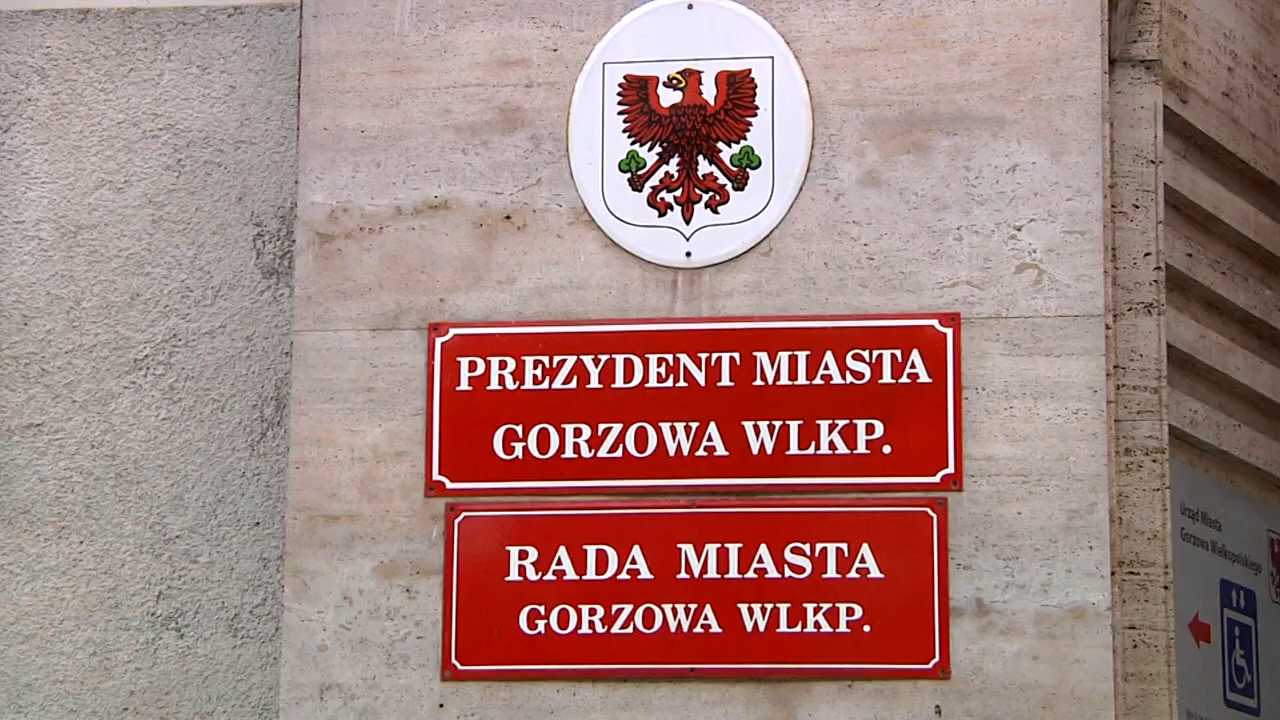 PREZYDENT MIASTA
GORZOWA WLKP.
RADA MIASTA
GORZOWA WLKP.
Urząd Miasta
Gorzowa Wielkopolskiego